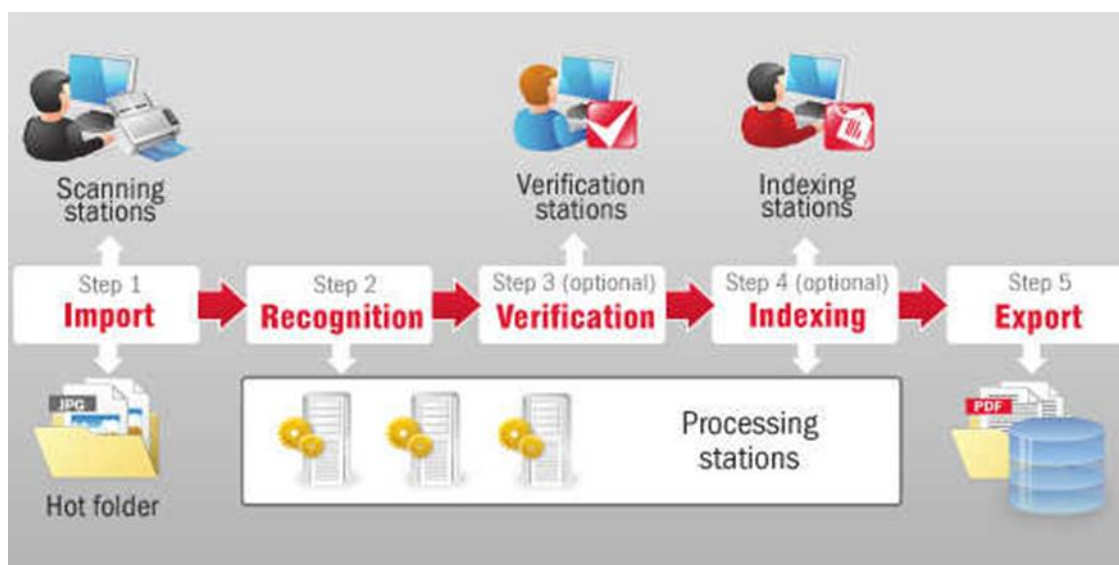 Scanning
stations
Verification
stations
Indexing
stations
Step 1
Import
Step 2
Recognition
Step 3 (optional)
Verification
Step 4 (optional)
Indexing
Step 5
Export
JPG
Hot folder
Processing
stations
PDF